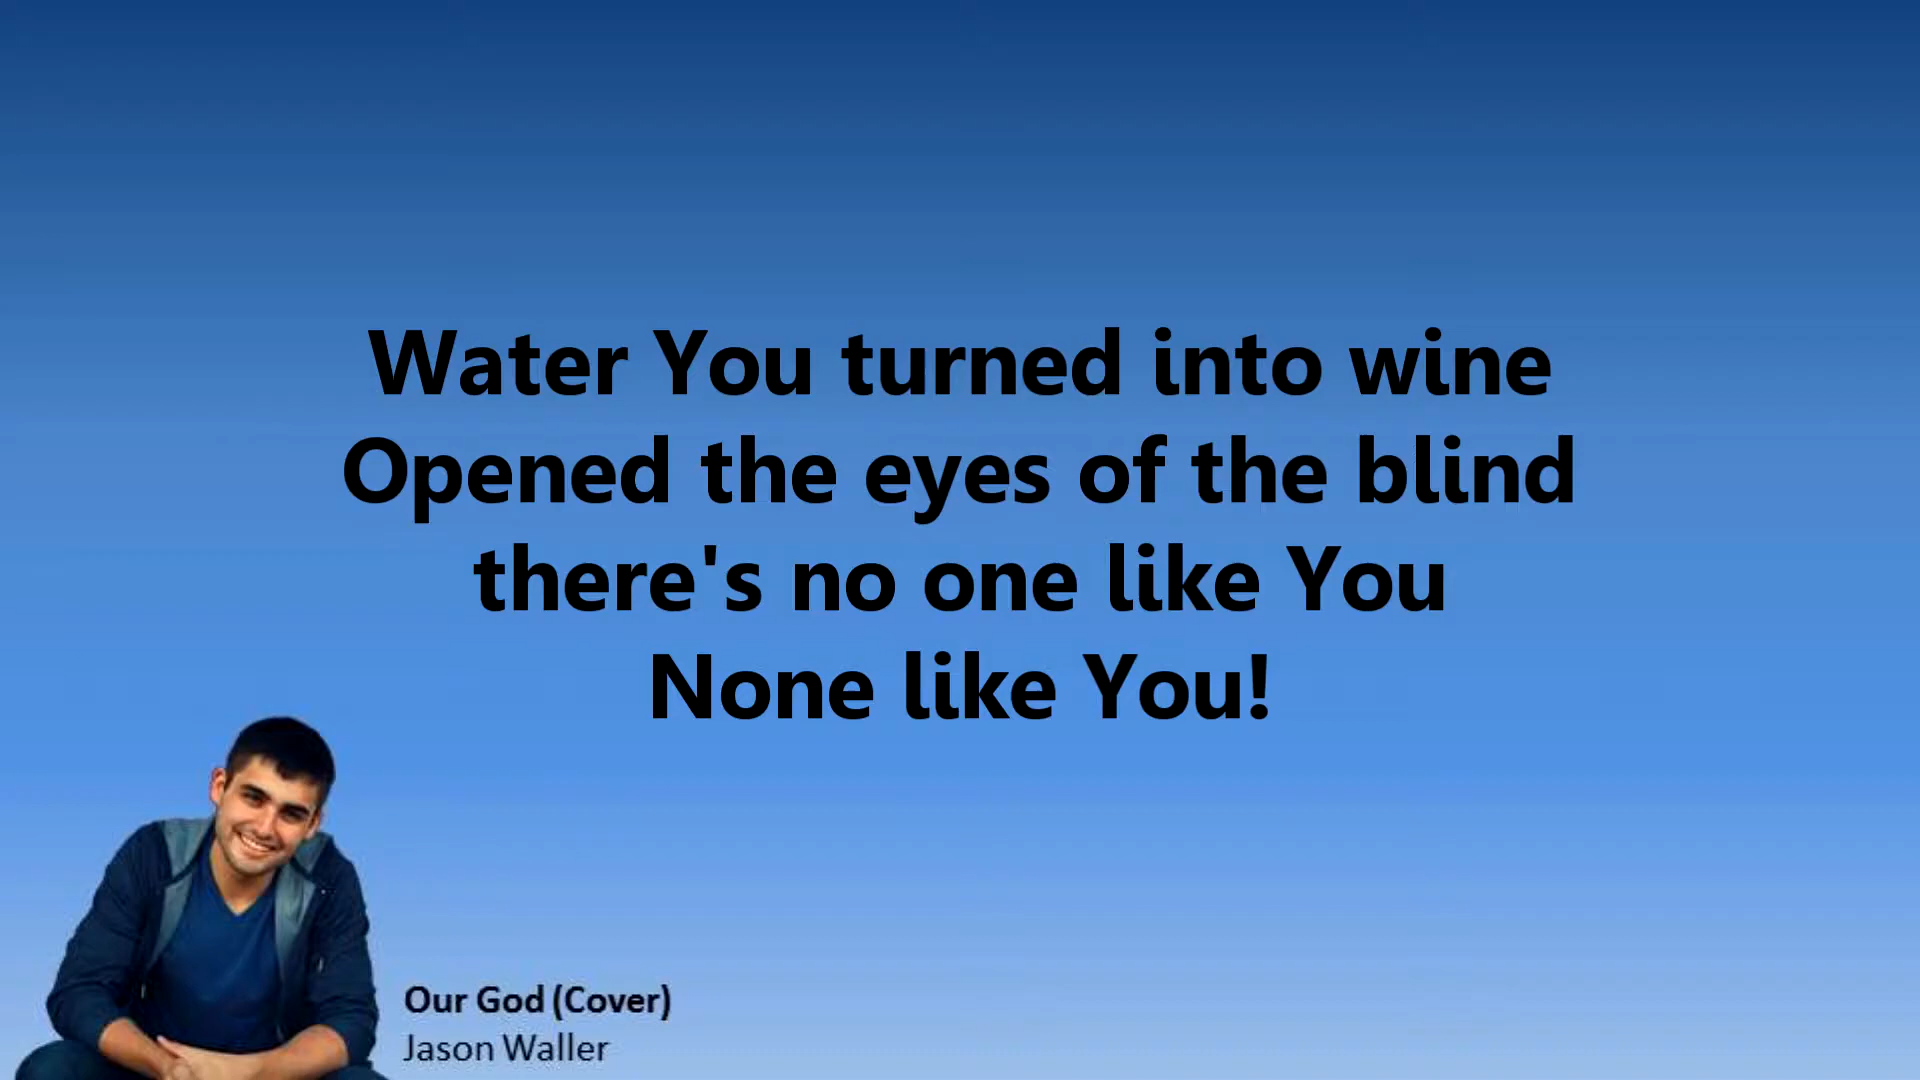 Water You turned into wine
Opened the eyes of the blind
there's no one like You
None like You!
Our God (Cover)
Jason Waller